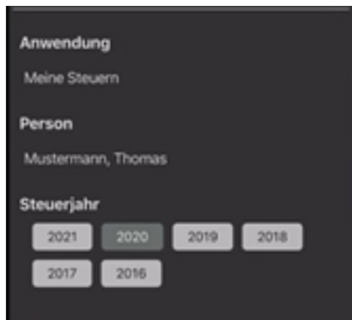 Anwendung
Meine Steuern
Person
Mustermann, Thomas
Steuerjahr
2021 2020 2019 2018
2017 2016